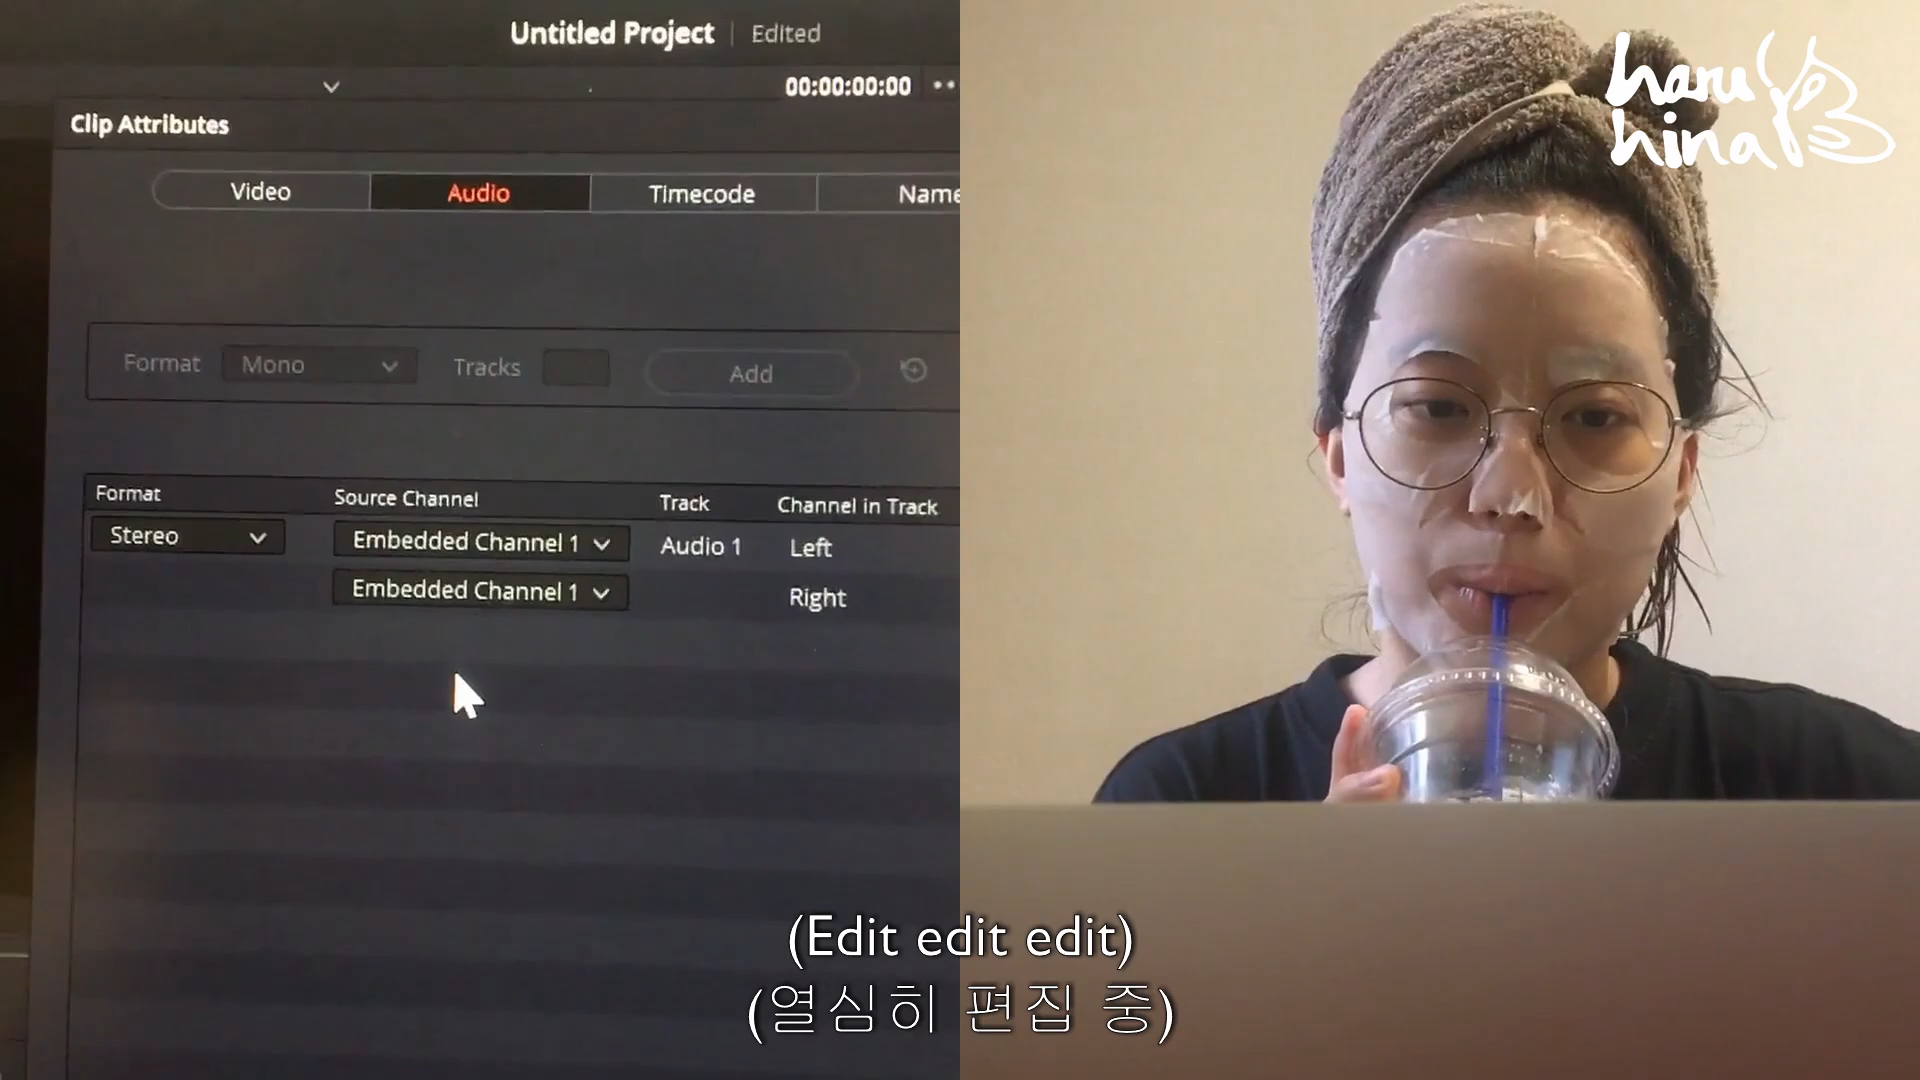 Untitled Project
Edited
00:00:00:00
Clip Attributes
Video
Audio
Timecode
Name
Format
Mono
Tracks
Add
Format
Source Channel
Track
Channel in Track
Stereo
Embedded Channel 1
Audio 1
Left
Embedded Channel 1
Right
haru
hina
(Edit edit edit)
(열심히 편집 중)